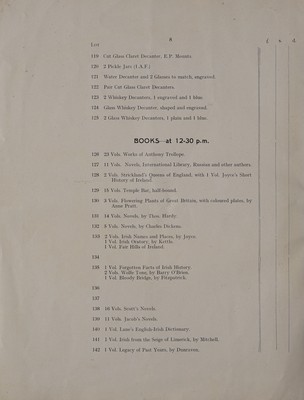 8
Lot
119 Cut Glass Claret Decanter, E.P. Mounts.
120 2 Pickle Jars (1 A.F.)
121 Water Decanter and 2 Glasses to match, engraved.
122 Pair Cut Glass Claret Decanters.
123 2 Whiskey Decanters, 1 engraved and 1 blue.
124 Glass Whiskey Decanter, shaped and engraved.
125 2 Glass Whiskey Decanters, 1 plain and 1 blue.
BOOKS—at 12-30 p.m.
126 23 Vols. Works of Anthony Trollope.
127 11 Vols. Novels, International Library, Russian and other authors.
128 2 Vols. Strickland's Queens of England, with 1 Vol. Joyce's Short
History of Ireland.
129 15 Vols. Temple Bar, half-bound.
130 3 Vols. Flowering Plants of Great Britain, with coloured plates, by
Anne Pratt.
131 14 Vols. Novels, by Thos. Hardy.
132 8 Vols. Novels, by Charles Dickens.
133 2 Vols. Irish Names and Places, by Joyce.
1 Vol. Irish Oratory, by Kettle.
1 Vol. Fair Hills of Ireland.
134
135 1 Vol. Forgotten Facts of Irish History.
2 Vols. Wolfe Tone, by Barry O'Brien.
1 Vol. Bloody Bridge, by Fitzpatrick.
136
137
138 10 Vols. Scott's Novels.
139 11 Vols. Jacob's Novels.
140 1 Vol. Lane's English-Irish Dictionary.
141 1 Vol. Irish from the Siege of Limerick, by Mitchell.
142 1 Vol. Legacy of Past Years, by Dunraven.